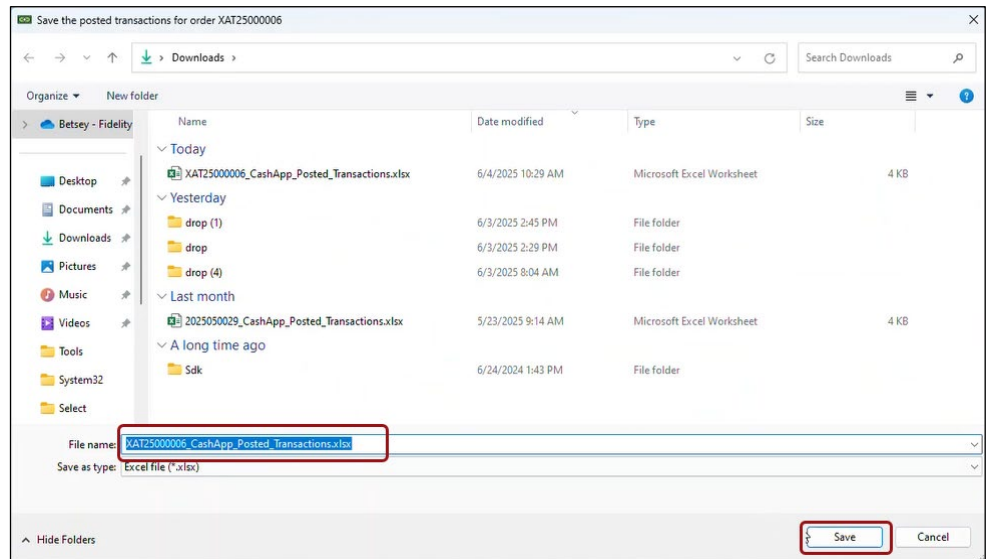 Save the posted transactions for order XAT25000006
Downloads
Search Downloads
Organize
New folder
Betsey - Fidelity
Desktop
Documents
Downloads
Pictures
Music
Videos
Tools
System32
Select
Name Date modified Type Size
Today
XAT25000006_CashApp_Posted_Transactions.xlsx 6/4/2025 10:29 AM Microsoft Excel Worksheet 4 KB
Yesterday
drop (1) 6/3/2025 2:45 PM File folder
drop 6/3/2025 2:29 PM File folder
drop (4) 6/3/2025 8:04 AM File folder
Last month
2025050029_CashApp_Posted_Transactions.xlsx 5/23/2025 9:14 AM Microsoft Excel Worksheet 4 KB
A long time ago
Sdk 6/24/2024 1:43 PM File folder
File name: XAT25000006_CashApp_Posted_Transactions.xlsx
Save as type: Excel file (*.xlsx)
Hide Folders
Save
Cancel